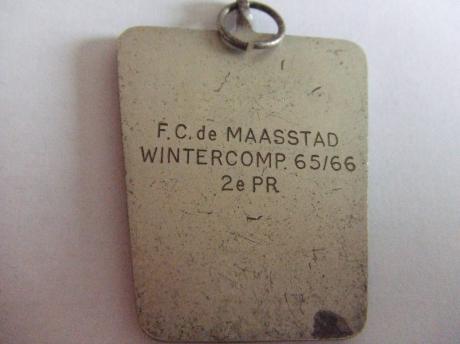 F.C. de MAASSTAD
WINTERCOMP. 65/66
2e PR